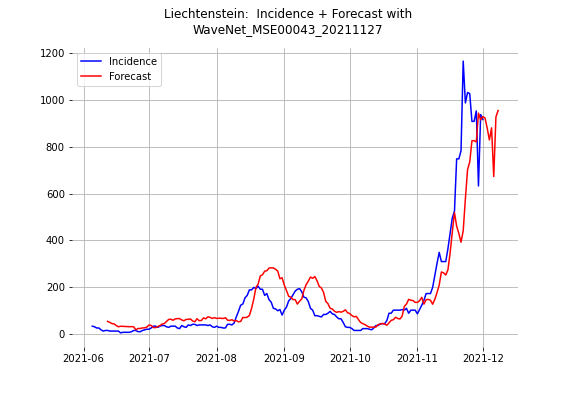 Liechtenstein:  Incidence + Forecast with
WaveNet_MSE00043_20211127
Incidence
Forecast
1200
1000
800
600
400
200
0
2021-06 2021-07 2021-08 2021-09 2021-10 2021-11 2021-12